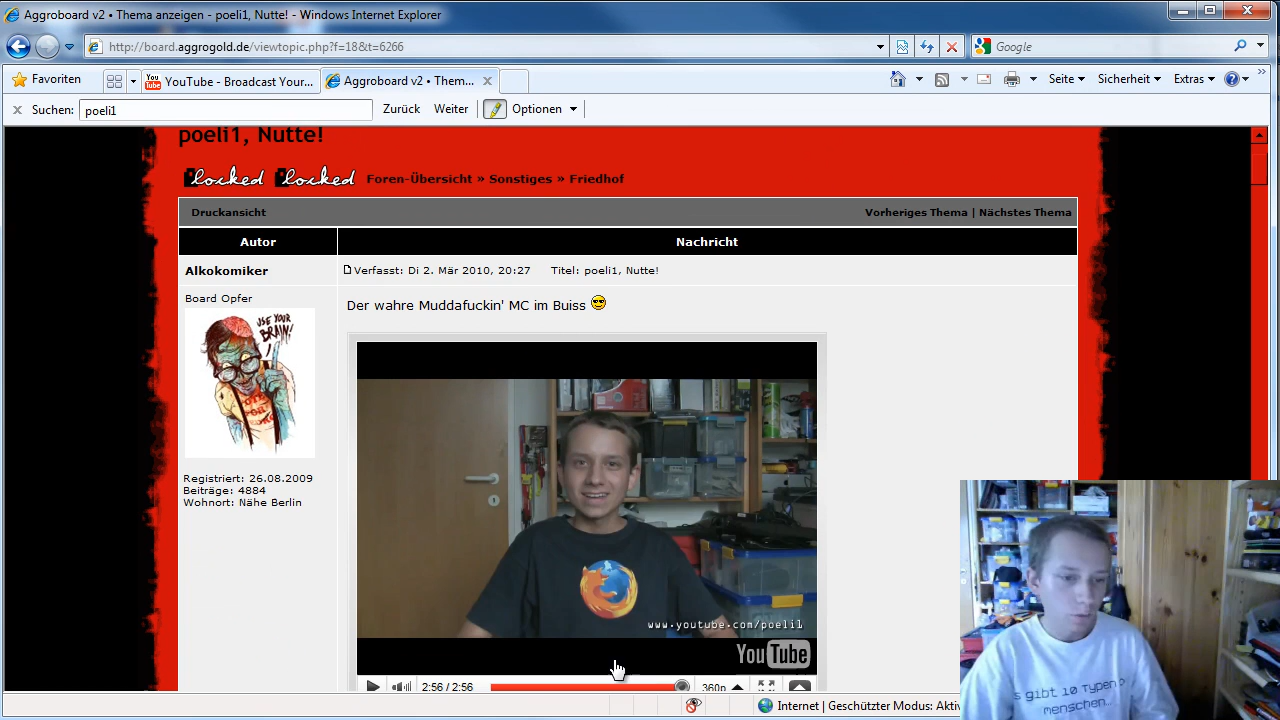 Aggroboard v2 • Thema anzeigen - poeli1, Nutte! - Windows Internet Explorer
http://board.aggrogold.de/viewtopic.php?f=18&t=6266
Google
Favoriten
You Tube
YouTube - Broadcast Your...
Aggroboard v2 • Them...
Seite
Sicherheit
Extras
Suchen: poeli1
Zurück
Weiter
Optionen
poeli1, Nutte!
locked locked Foren-Übersicht » Sonstiges » Friedhof
Druckansicht
Vorheriges Thema | Nächstes Thema
Autor
Nachricht
Alkokomiker
Verfasst: Di 2. Mär 2010, 20:27
Titel: poeli1, Nutte!
Board Opfer
Der wahre Muddafuckin' MC im Buiss
USE YOUR
BRAIN!
Registriert: 26.08.2009
Beiträge: 4884
Wohnort: Nähe Berlin
www.youtube.com/poeli1
YouTube
2:56 / 2:56
360p
S gibt 10 Typen
menschen...
Internet | Geschützter Modus: Aktiv